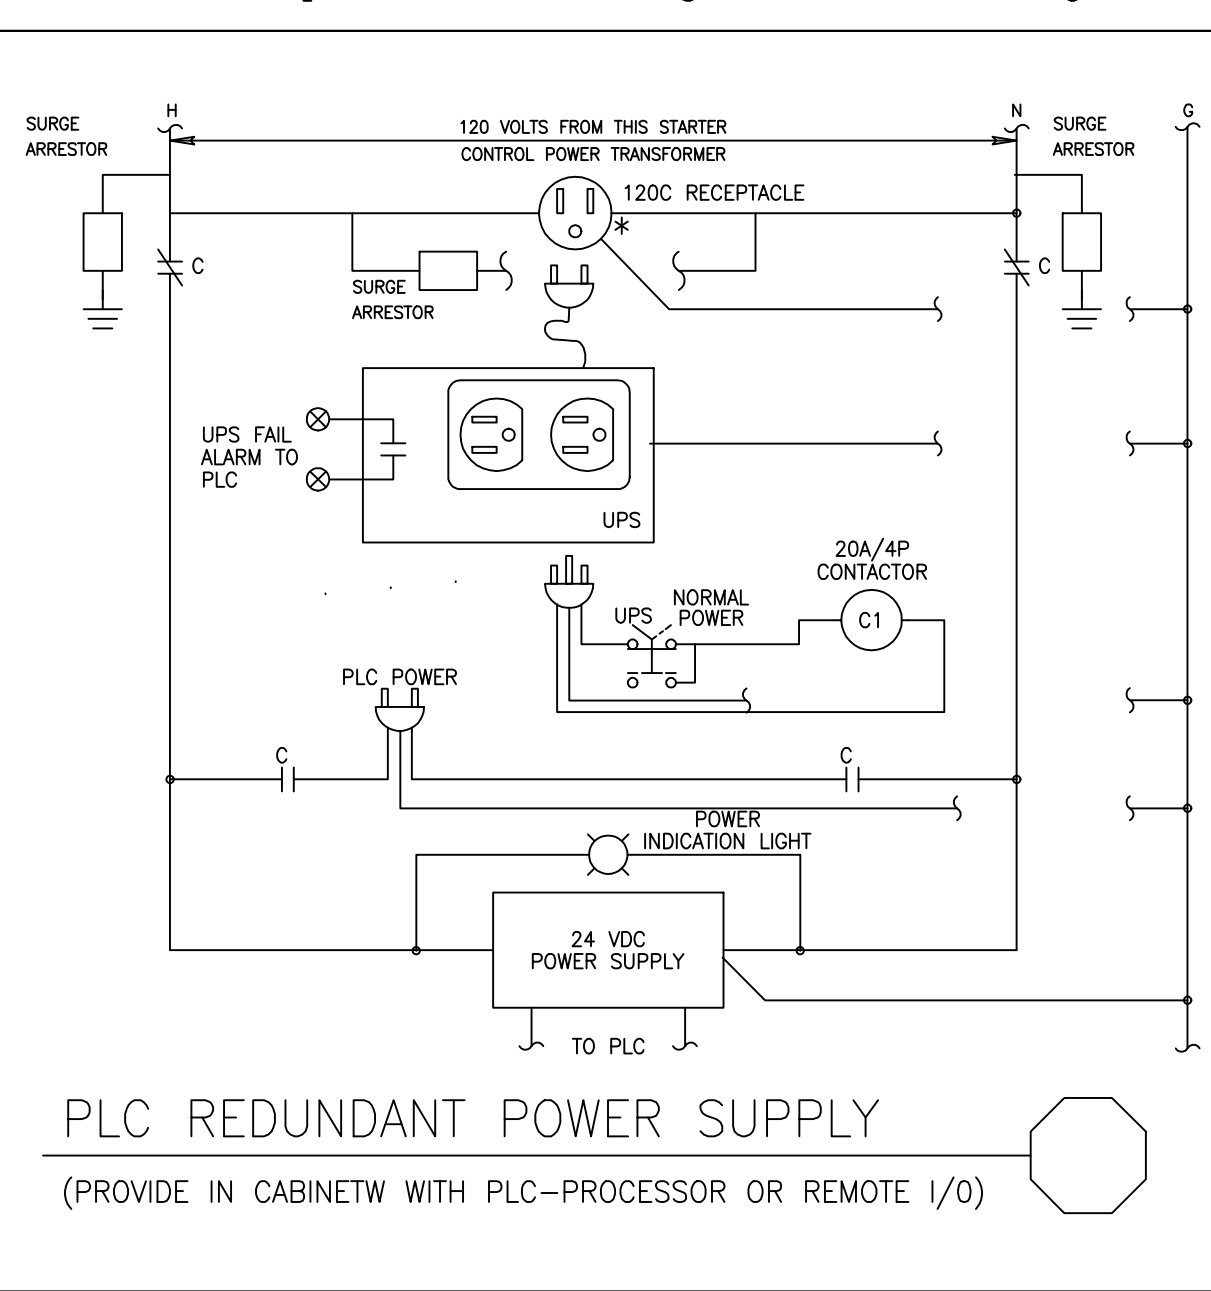 H
N
G
SURGE
ARRESTOR
120 VOLTS FROM THIS STARTER
CONTROL POWER TRANSFORMER
SURGE
ARRESTOR
120C RECEPTACLE
*
C
C
SURGE
ARRESTOR
UPS FAIL
ALARM TO
PLC
UPS
20A/4P
CONTACTOR
NORMAL
POWER
UPS
C1
PLC POWER
C
C
POWER
INDICATION LIGHT
24 VDC
POWER SUPPLY
TO PLC
PLC REDUNDANT POWER SUPPLY
(PROVIDE IN CABINETW WITH PLC-PROCESSOR OR REMOTE I/O)